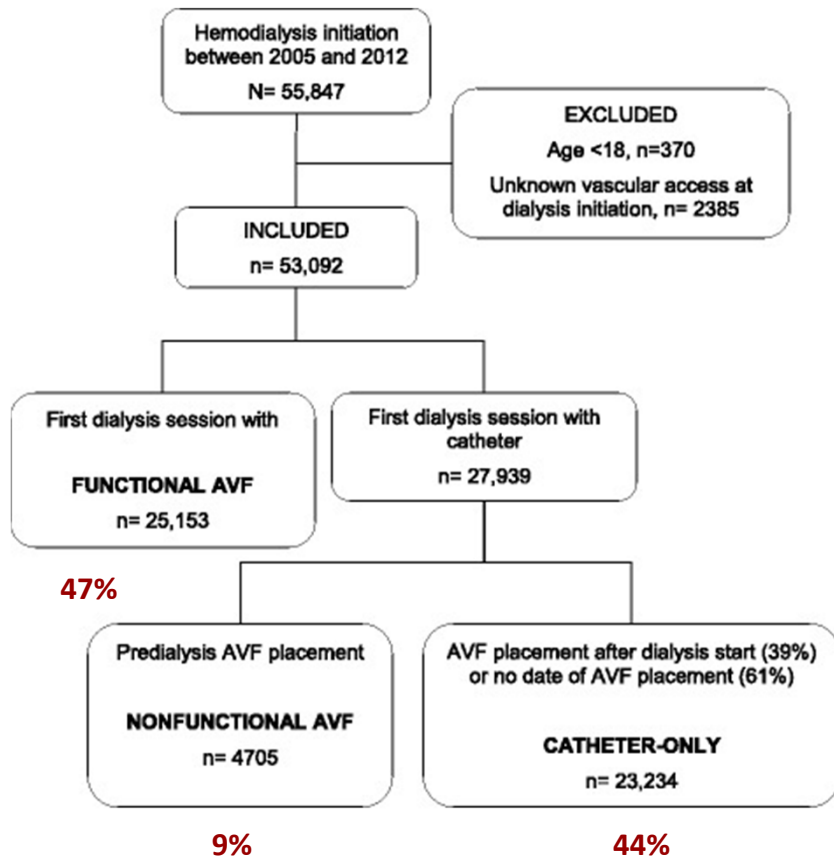 Hemodialysis initiation
between 2005 and 2012
N= 55,847
EXCLUDED
Age <18, n=370
Unknown vascular access at
dialysis initiation, n= 2385
INCLUDED
n= 53,092
First dialysis session with
FUNCTIONAL AVF
n= 25,153
First dialysis session with
catheter
n= 27,939
47%
Predialysis AVF placement
NONFUNCTIONAL AVF
n= 4705
AVF placement after dialysis start (39%)
or no date of AVF placement (61%)
CATHETER-ONLY
n= 23,234
9%
44%